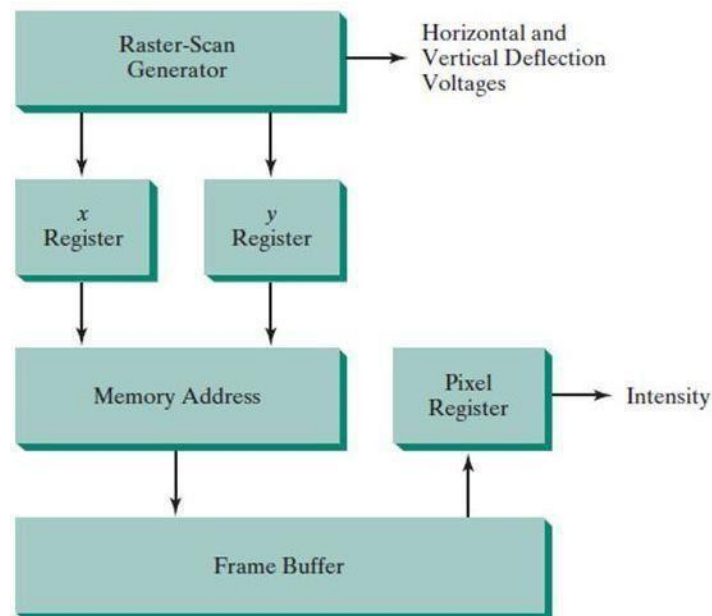 Raster-Scan
Generator
Horizontal and
Vertical Deflection
Voltages
x
Register
y
Register
Memory Address
Pixel
Register
Intensity
Frame Buffer